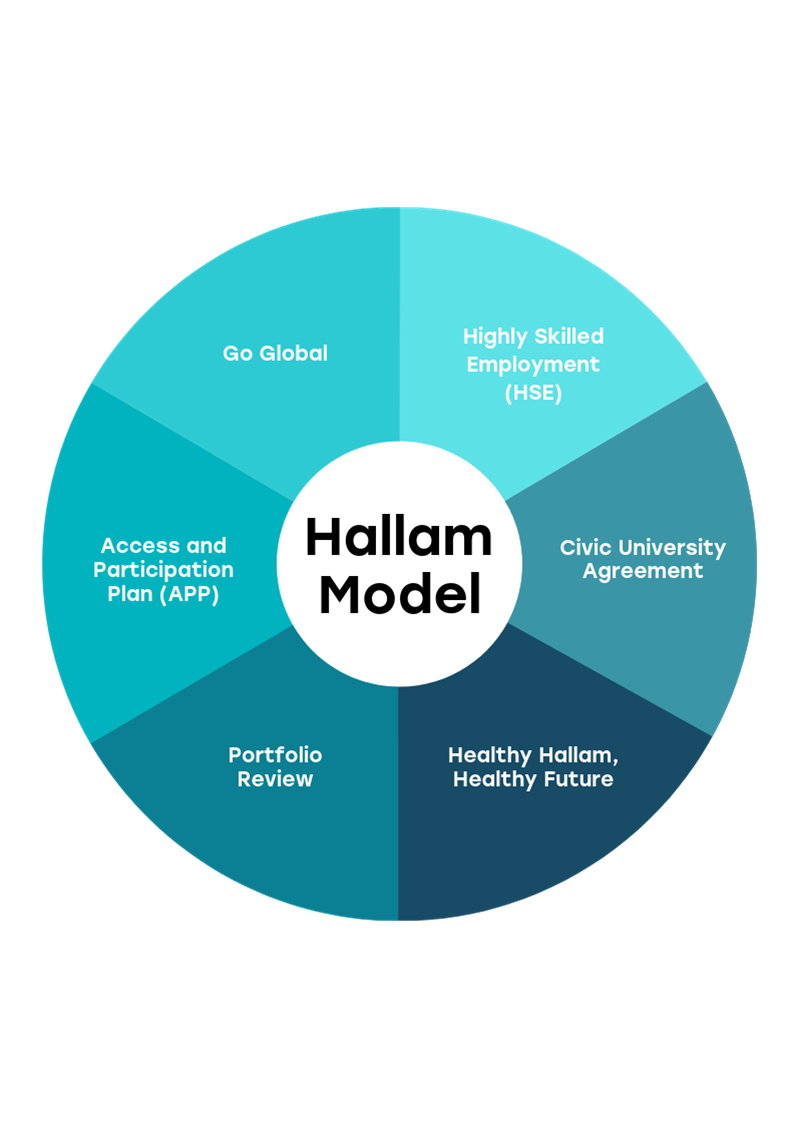 Go Global
Highly Skilled
Employment
(HSE)
Access and
Participation
Plan (APP)
Hallam
Model
Civic University
Agreement
Portfolio
Review
Healthy Hallam,
Healthy Future